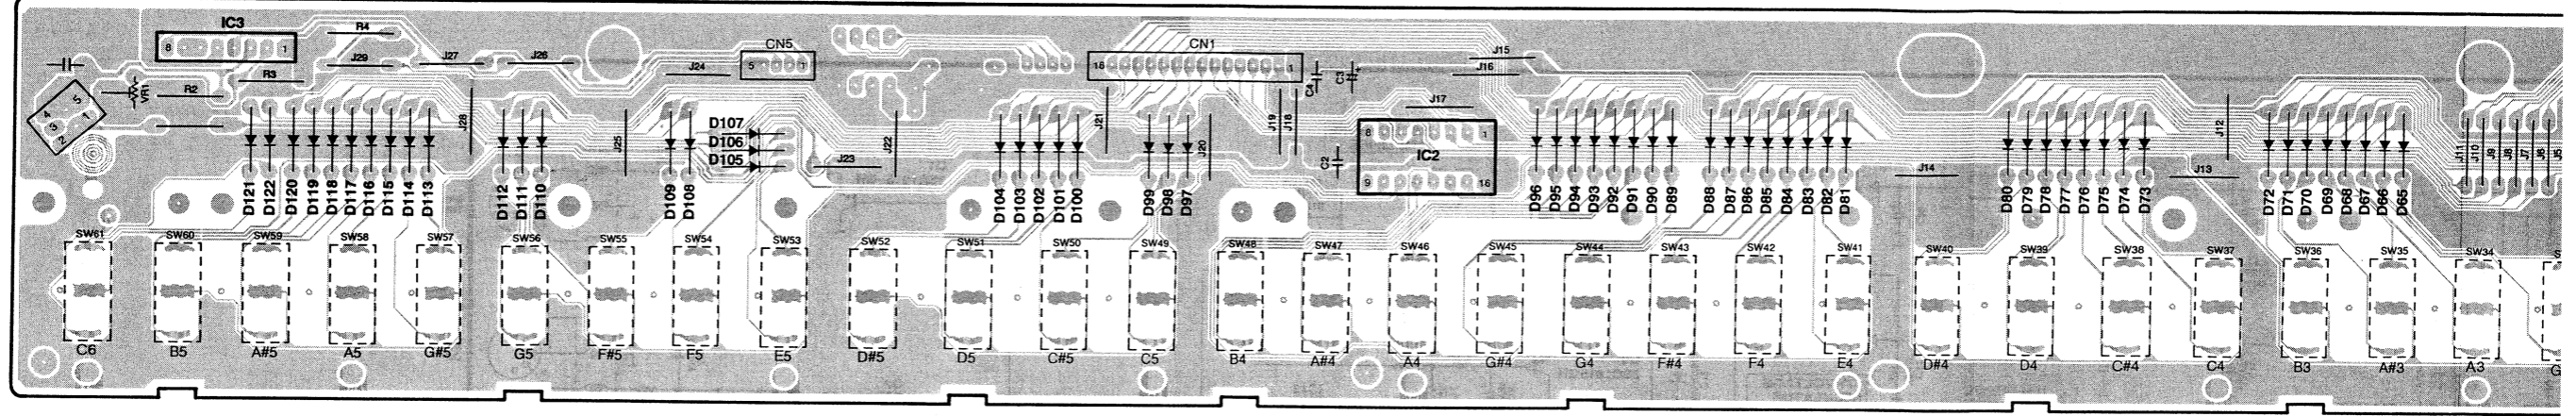 IC3
8 1
R4
J29
J27
J26
R3
R2
VR1
5
4
1
3
2
J28
J25
J24
CN5
5 1
D107
D106
D105
J23
J22
CN1
18 1
J21
J20
J19
J18
C4
C3 +
J15
J16
J17
8 1
IC2
9 16
C2
J14
J13
J12
J11
J10
J9
J8
J7
J6
J5
D121 D122 D120 D119 D118 D117 D116 D115 D114 D113
D112 D111 D110
D109 D108
D104 D103 D102 D101 D100
D99 D98 D97
D96 D95 D94 D93 D92 D91 D90 D89
D88 D87 D86 D85 D84 D83 D82 D81
D80 D79 D78 D77 D76 D75 D74 D73
D72 D71 D70 D69 D68 D67 D66 D65
SW61 SW60 SW59 SW58 SW57 SW56 SW55 SW54 SW53 SW52 SW51 SW50 SW49 SW48 SW47 SW46 SW45 SW44 SW43 SW42 SW41 SW40 SW39 SW38 SW37 SW36 SW35 SW34 S
C6 B5 A#5 A5 G#5 G5 F#5 F5 E5 D#5 D5 C#5 C5 B4 A#4 A4 G#4 G4 F#4 F4 E4 D#4 D4 C#4 C4 B3 A#3 A3 G